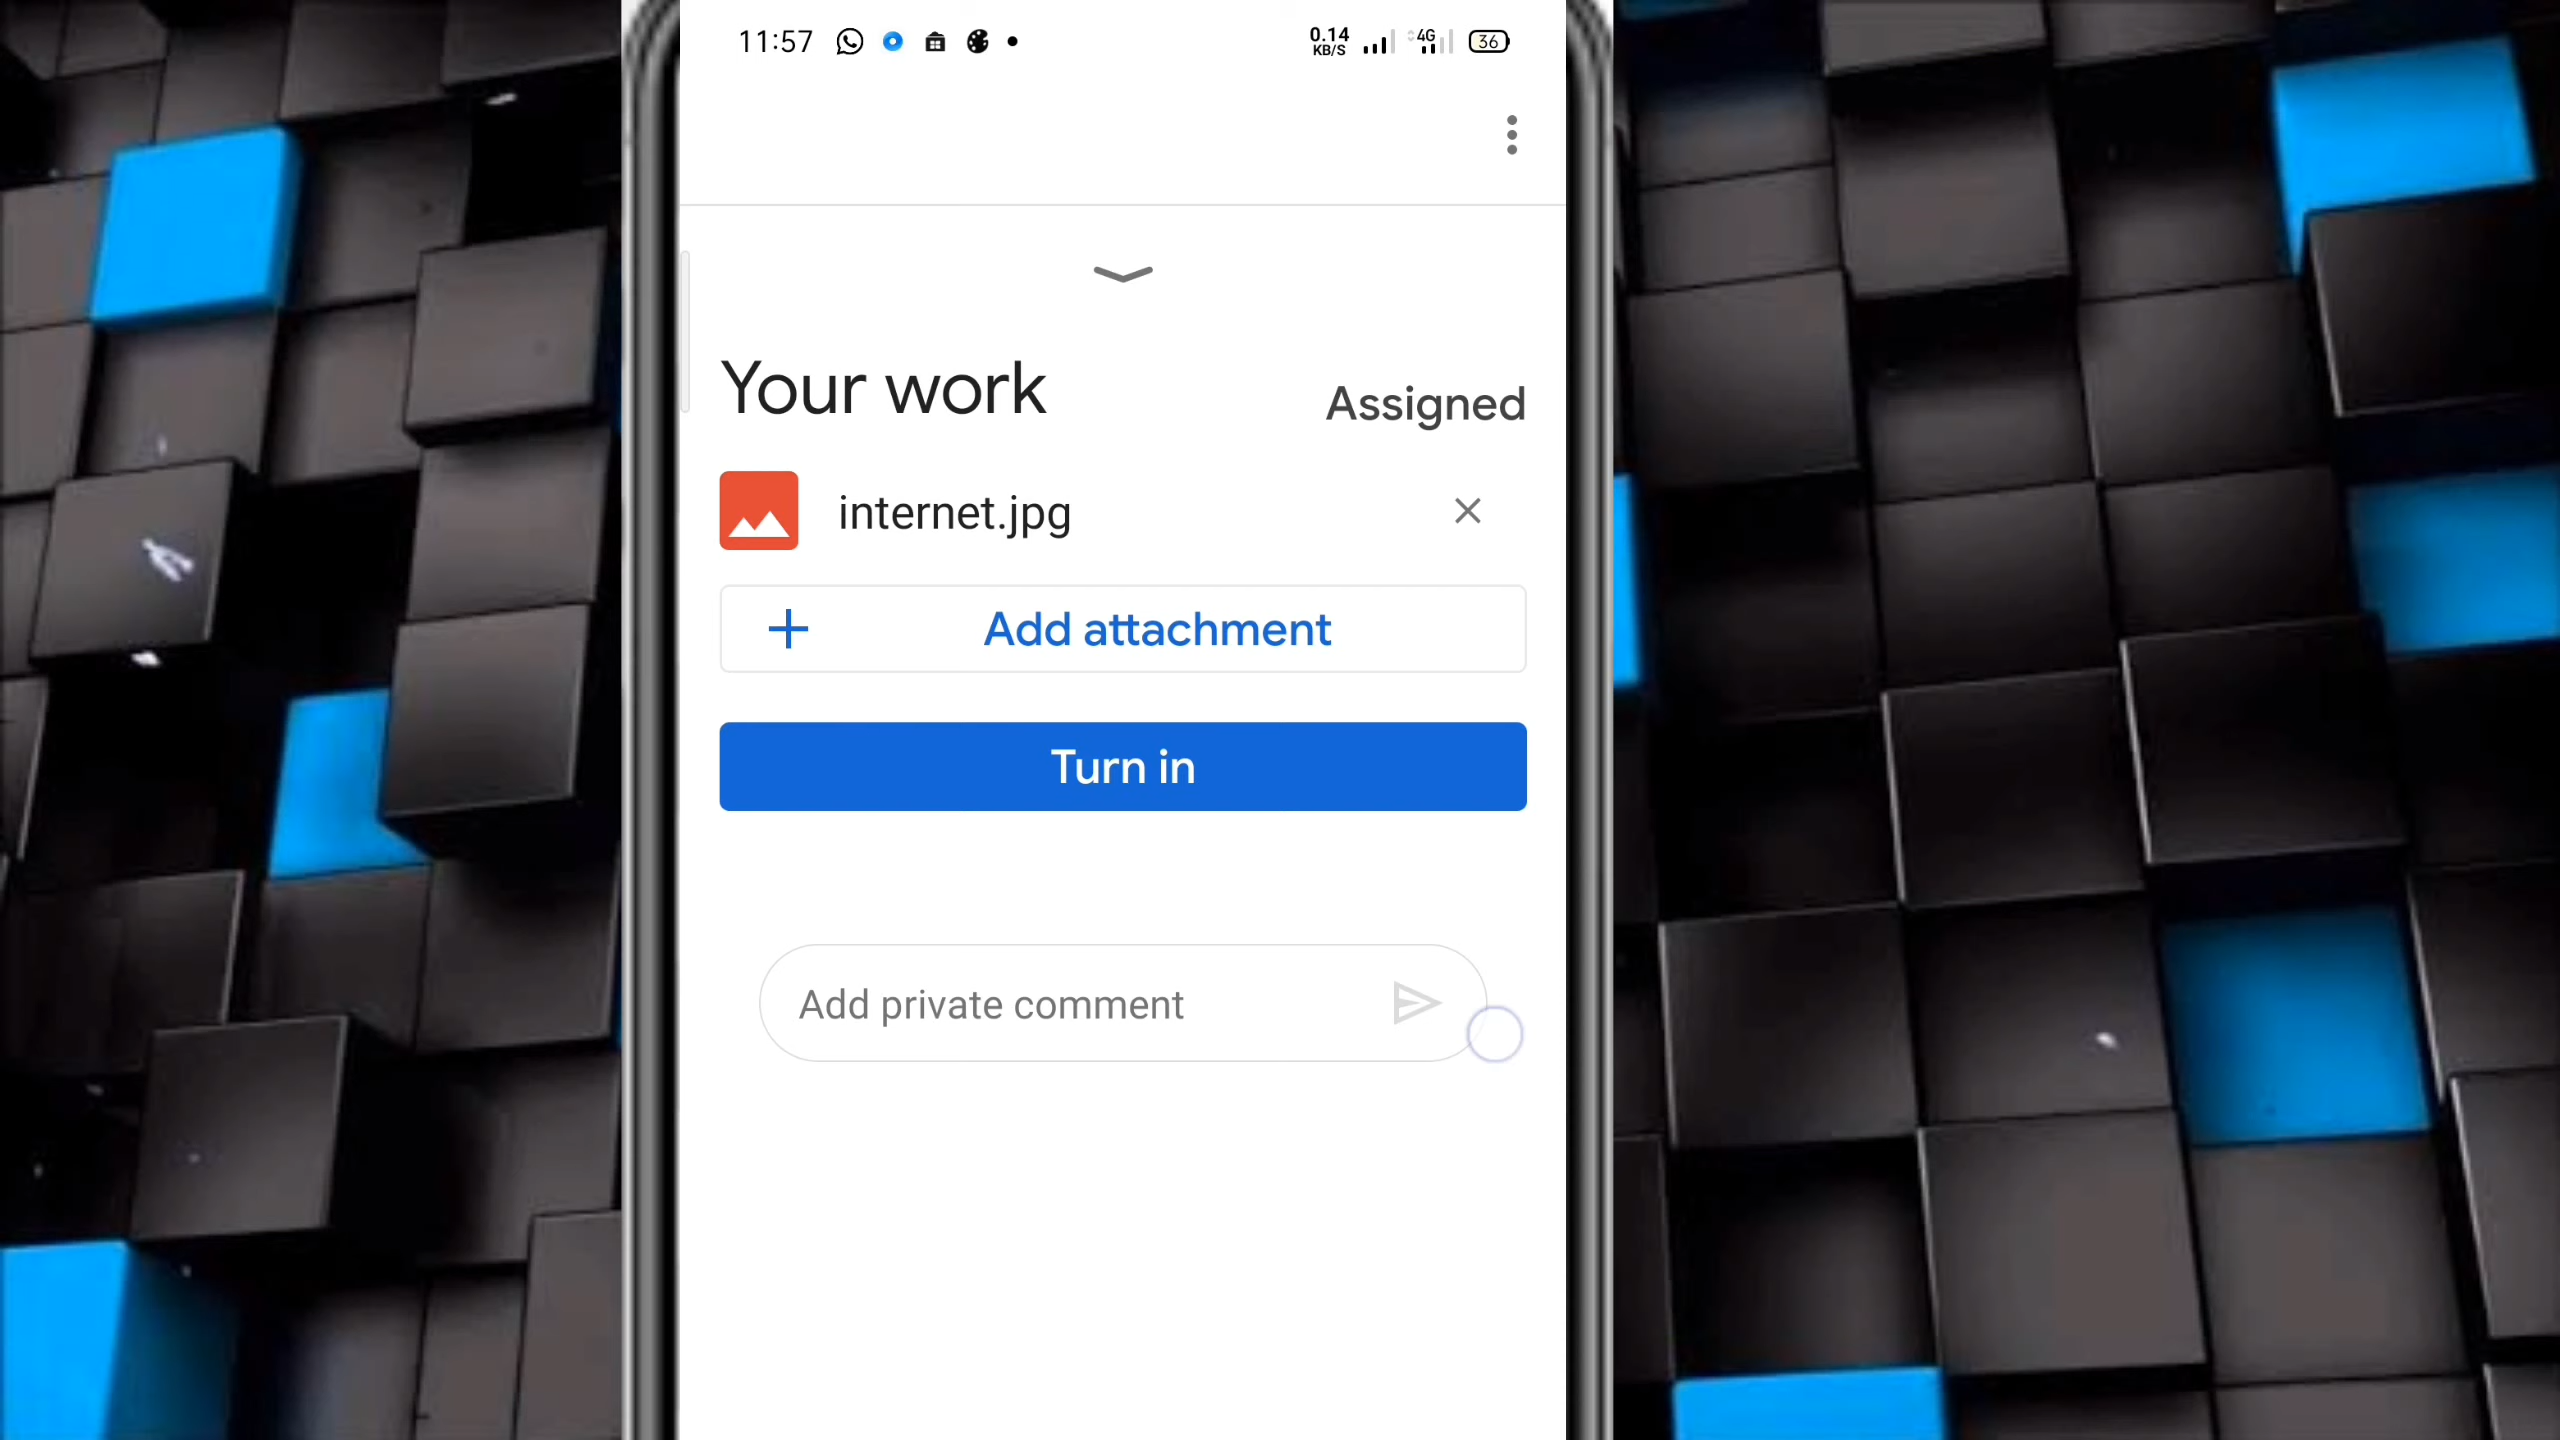 11:57
0.14
KB/S
4G
36
Your work
Assigned
internet.jpg
Add attachment
Turn in
Add private comment